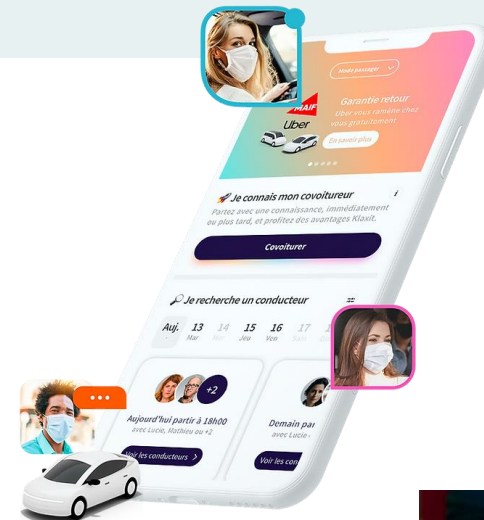 Mode passager
MAIF
Uber
Garantie retour
Uber vous ramène chez
vous gratuitement
En savoir plus
🚀 Je connais mon covoitureur
Partez avec une connaissance, immédiatement
ou plus tard, et profitez des avantages Klaxit.
Covoiturer
🔎 Je recherche un conducteur
Auj. 13 14 15 16 17
Mar Mer Jeu Ven Sam
+2
Aujourd'hui partir à 18h00
avec Lucie, Mathieu ou +2
Voir les conducteurs
Demain par
avec Lucie
Voir les con